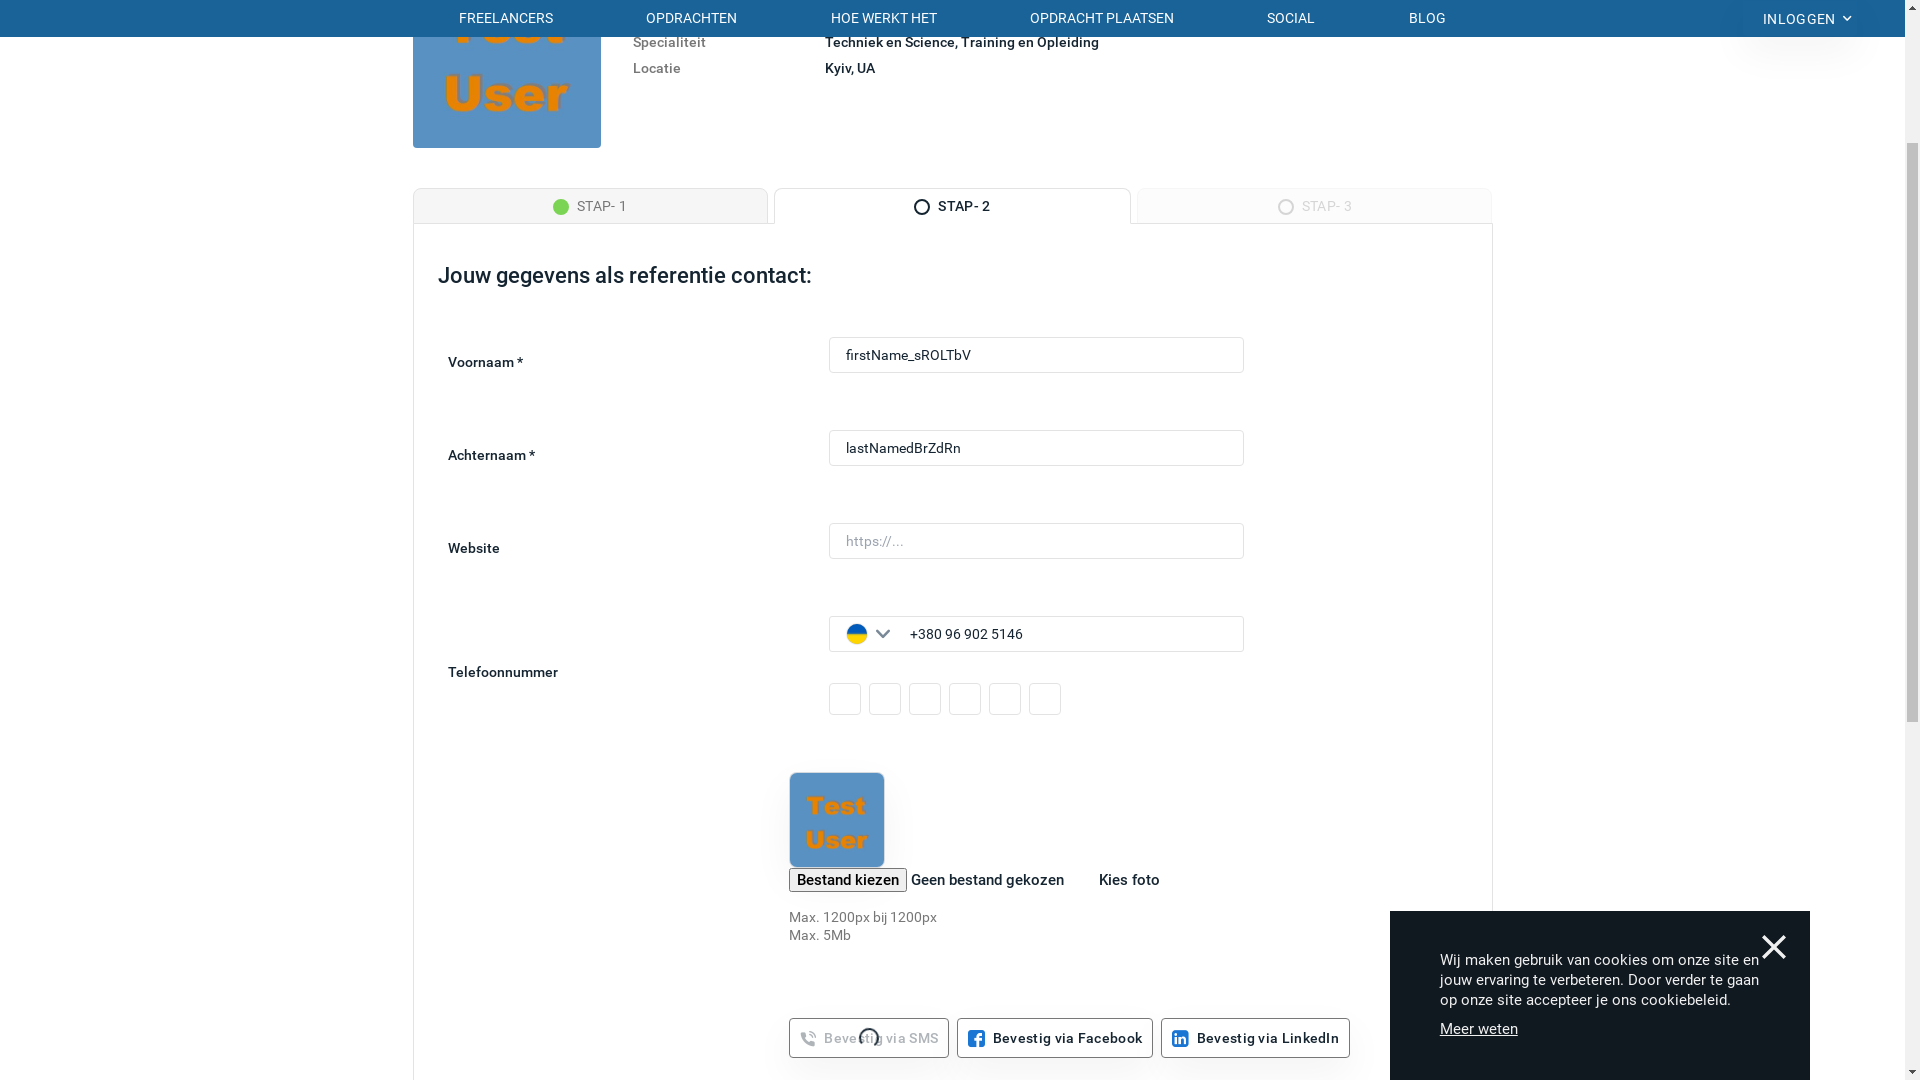 FREELANCERS OPDRACHTEN HOE WERKT HET OPDRACHT PLAATSEN SOCIAL BLOG INLOGGEN
Test
User
Specialiteit Techniek en Science, Training en Opleiding
Locatie Kyiv, UA
STAP- 1 STAP- 2 STAP- 3
Jouw gegevens als referentie contact:
Voornaam * firstName_sROLTbV
Achternaam * lastNamedBrZdRn
Website https://...
+380 96 902 5146
Telefoonnummer
Test
User
Bestand kiezen Geen bestand gekozen Kies foto
Max. 1200px bij 1200px
Max. 5Mb
Wij maken gebruik van cookies om onze site en
jouw ervaring te verbeteren. Door verder te gaan
op onze site accepteer je ons cookiebeleid.
Meer weten
Bevestig via SMS Bevestig via Facebook Bevestig via LinkedIn